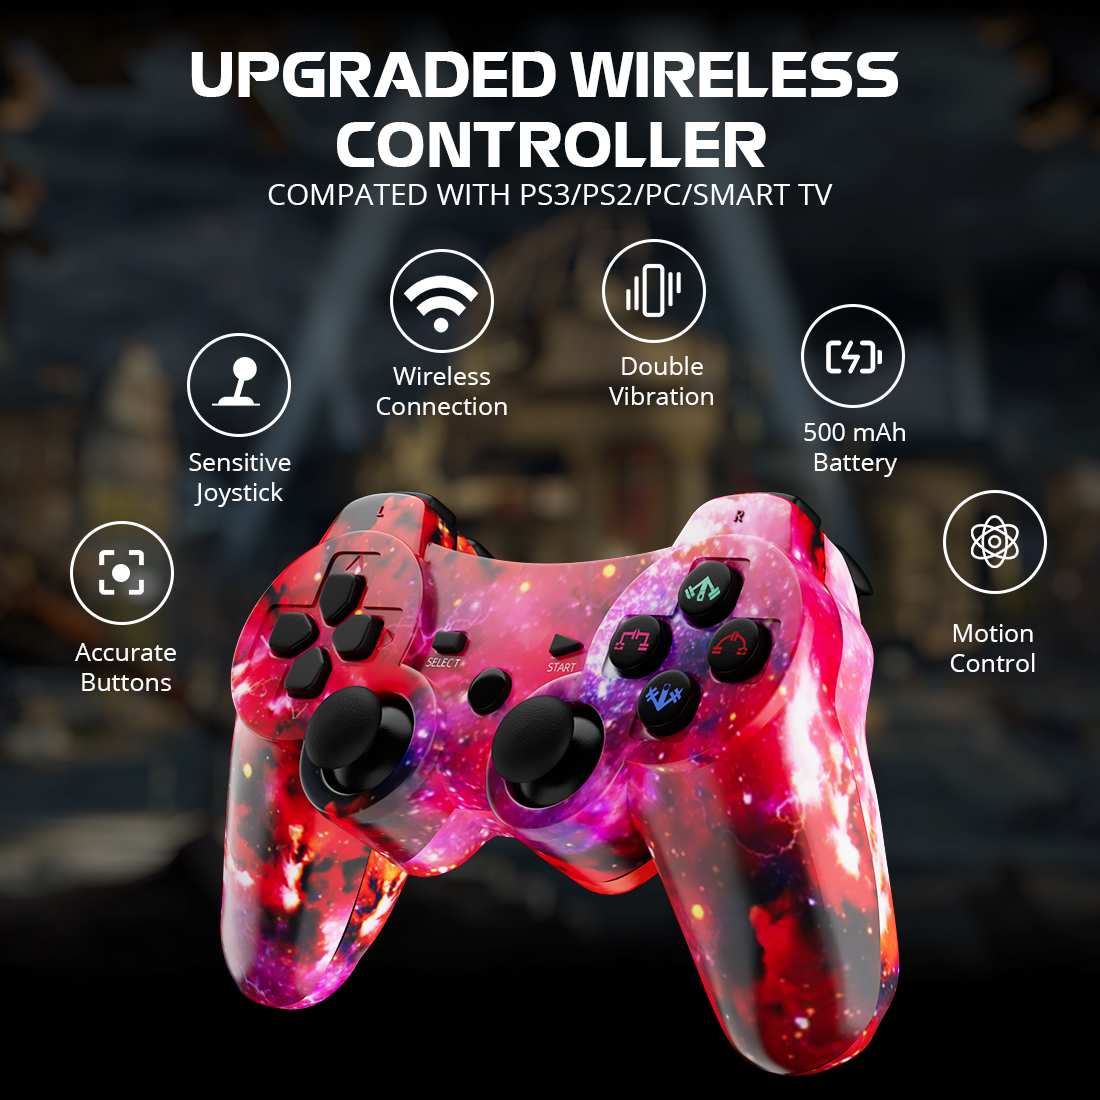 UPGRADED WIRELESS
CONTROLLER
COMPATED WITH PS3/PS2/PC/SMART TV
Wireless
Connection
Double
Vibration
Sensitive
Joystick
500 mAh
Battery
Accurate
Buttons
Motion
Control
L
R
SELECT
START